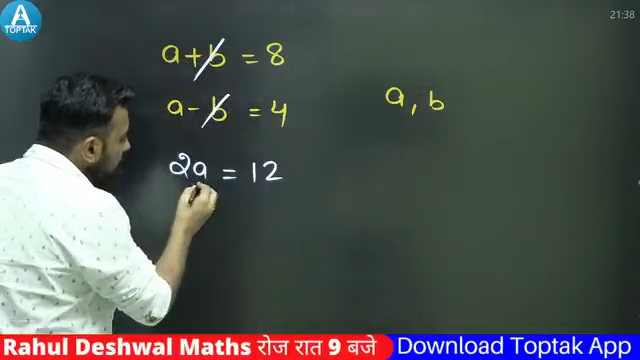 A
TOPTAK
21:38
a+b = 8
a-b = 4
a, b
2a = 12
Rahul Deshwal Maths रोज रात 9 बजे
Download Toptak App